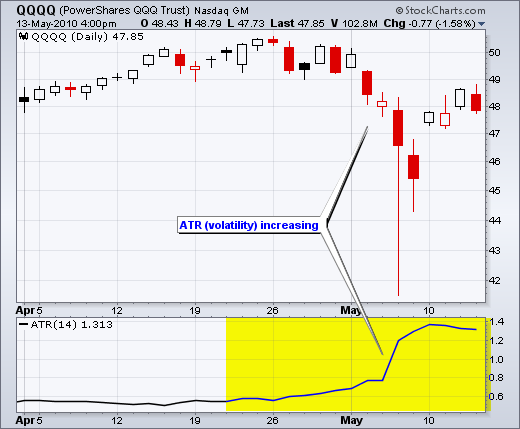 QQQQ (PowerShares QQQ Trust) Nasdaq GM © StockCharts.com
13-May-2010 4:00pm O 48.43 H 48.79 L 47.73 Last 47.85 V 102.8M Chg -0.77 (-1.58%)
QQQQ (Daily) 47.85
50
49
48
47
46
45
44
43
42
ATR (volatility) increasing
Apr 5 12 19 26 May 10
ATR(14) 1.313
1.4
1.2
1.0
0.8
0.6
Apr 5 12 19 26 May 10